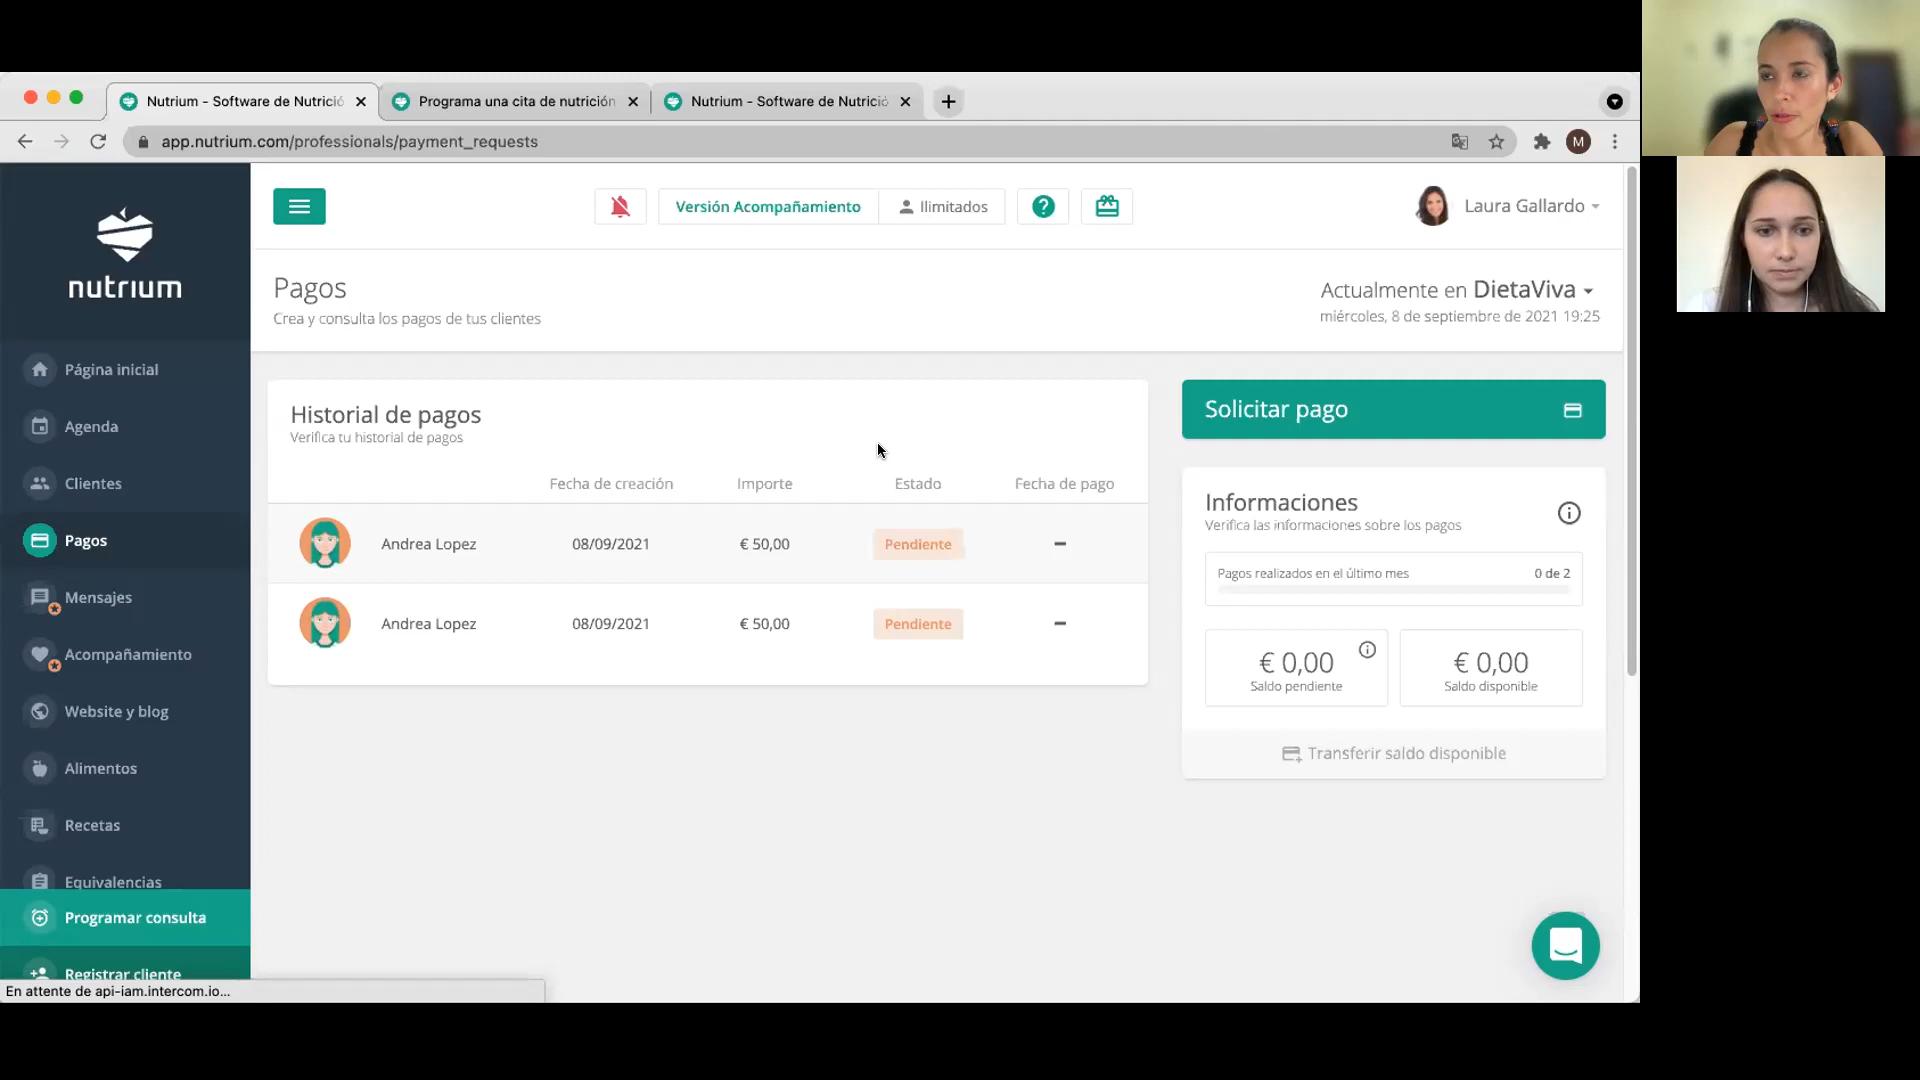 Nutrium - Software de Nutrició
Programa una cita de nutrición
Nutrium - Software de Nutrició
app.nutrium.com/professionals/payment_requests
M
nutrium
Versión Acompañamiento
Ilimitados
Laura Gallardo
Pagos
Crea y consulta los pagos de tus clientes
Actualmente en DietaViva
miércoles, 8 de septiembre de 2021 19:25
Página inicial
Agenda
Clientes
Pagos
Mensajes
Acompañamiento
Website y blog
Alimentos
Recetas
Equivalencias
Programar consulta
Registrar cliente
Historial de pagos
Verifica tu historial de pagos
Fecha de creación Importe Estado Fecha de pago
Andrea Lopez 08/09/2021 € 50,00 Pendiente –
Andrea Lopez 08/09/2021 € 50,00 Pendiente –
Solicitar pago
Informaciones
Verifica las informaciones sobre los pagos
Pagos realizados en el último mes 0 de 2
€ 0,00
Saldo pendiente
€ 0,00
Saldo disponible
Transferir saldo disponible
En attente de api-iam.intercom.io...